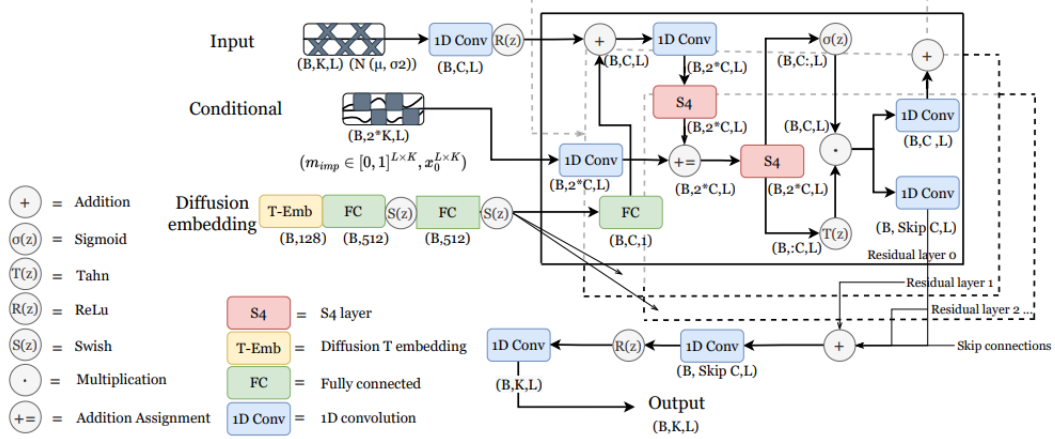 Input
(B,K,L) (N (μ, σ2))
1D Conv
R(z)
(B,C,L)
+
(B,C,L)
1D Conv
(B,2*C,L)
S4
(B,2*C,L)
σ(z)
(B,C:,L)
+
Conditional
(B,2*K,L)
(m_imp ∈ [0, 1]^{L×K}, x_0^{L×K})
1D Conv
(B,2*C,L)
+=
(B,2*C,L)
S4
(B,2*C,L)
(B,C,L)
·
1D Conv
(B,C ,L)
1D Conv
(B, Skip C,L)
Diffusion
embedding
T-Emb
(B,128)
FC
(B,512)
S(z)
FC
(B,512)
S(z)
FC
(B,C,1)
(B,:C,L)
T(z)
Residual layer 0
Residual layer 1
Residual layer 2 ...
Skip connections
+ = Addition
σ(z) = Sigmoid
T(z) = Tahn
R(z) = ReLu
S(z) = Swish
· = Multiplication
+= = Addition Assignment
S4 = S4 layer
T-Emb = Diffusion T embedding
FC = Fully connected
1D Conv = 1D convolution
1D Conv
(B,K,L)
R(z)
1D Conv
(B, Skip C,L)
+
Output
(B,K,L)